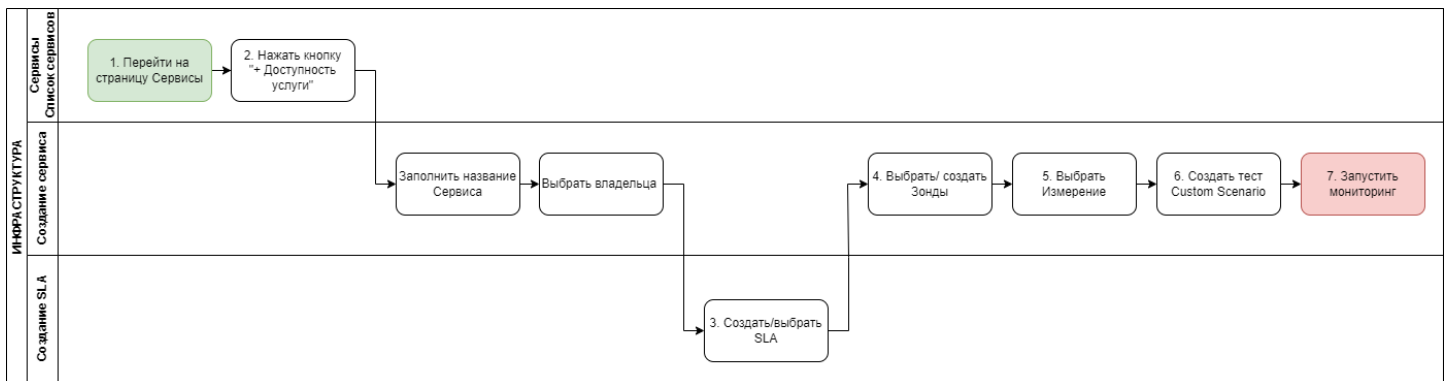 ИНФРАСТРУКТУРА
Сервисы
Список сервисов
1. Перейти на
страницу Сервисы
2. Нажать кнопку
"+ Доступность
услуги"
Создание сервиса
Заполнить название
Сервиса
Выбрать владельца
4. Выбрать/ создать
Зонды
5. Выбрать
Измерение
6. Создать тест
Custom Scenario
7. Запустить
мониторинг
Создание SLA
3. Создать/выбрать
SLA